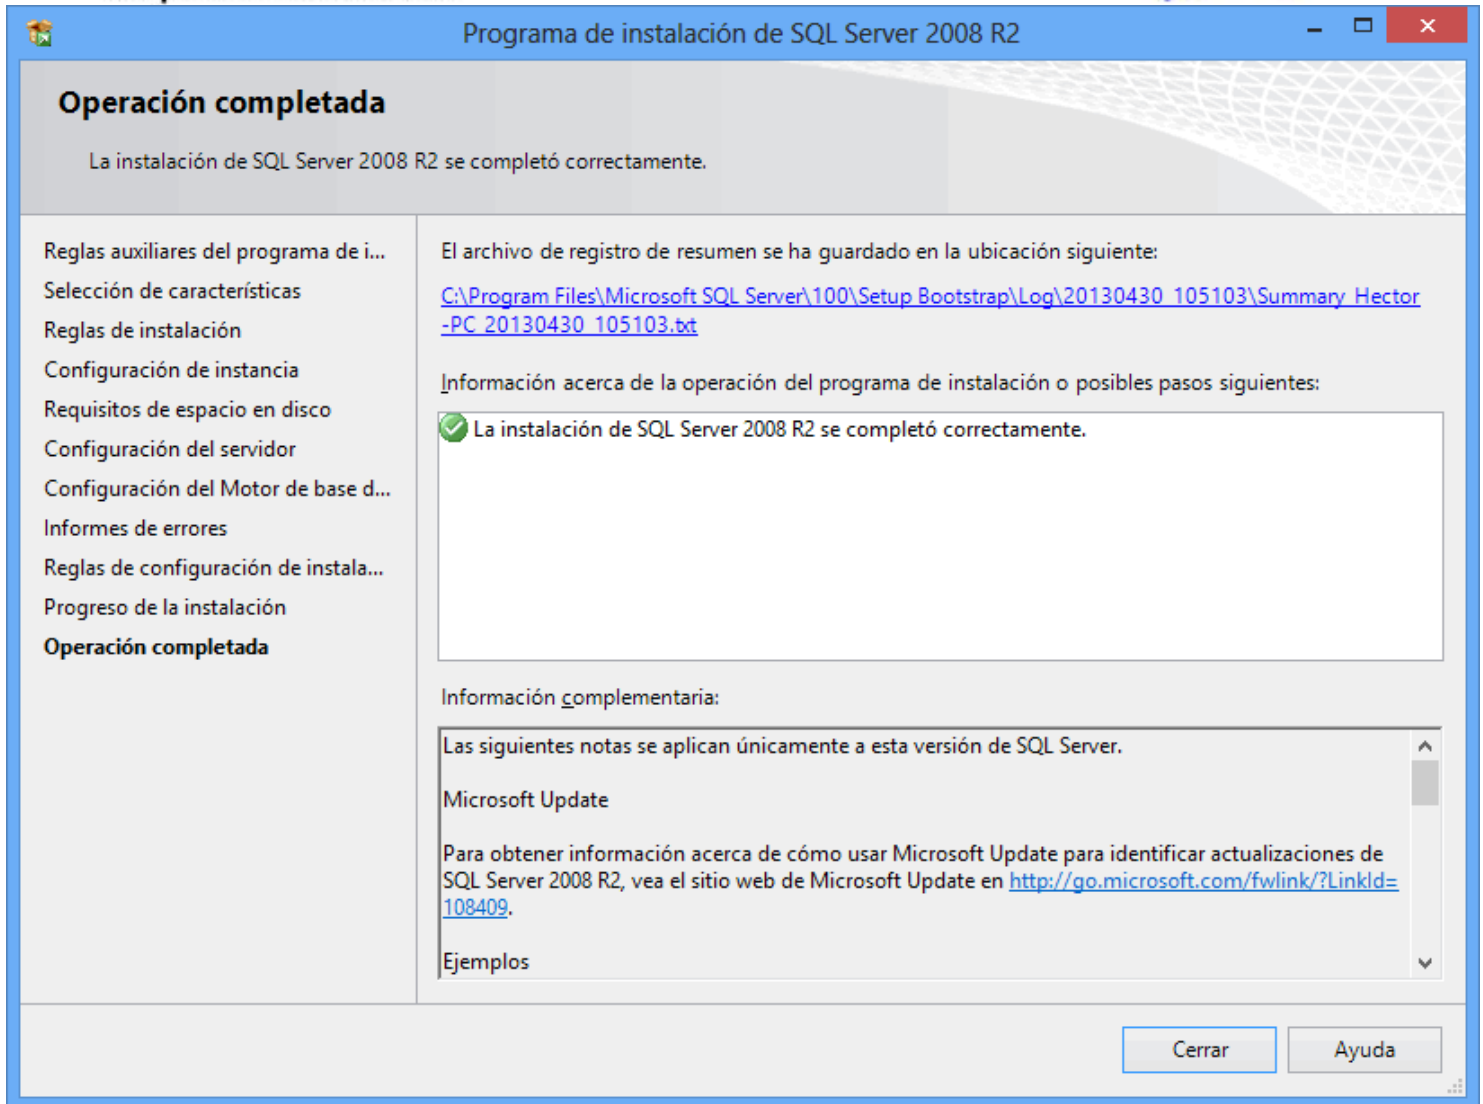 Programa de instalación de SQL Server 2008 R2
Operación completada
La instalación de SQL Server 2008 R2 se completó correctamente.
Reglas auxiliares del programa de i...
Selección de características
Reglas de instalación
Configuración de instancia
Requisitos de espacio en disco
Configuración del servidor
Configuración del Motor de base d...
Informes de errores
Reglas de configuración de instala...
Progreso de la instalación
Operación completada
El archivo de registro de resumen se ha guardado en la ubicación siguiente:
C:\Program Files\Microsoft SQL Server\100\Setup Bootstrap\Log\20130430_105103\Summary_Hector
-PC_20130430_105103.txt
Información acerca de la operación del programa de instalación o posibles pasos siguientes:
La instalación de SQL Server 2008 R2 se completó correctamente.
Información complementaria:
Las siguientes notas se aplican únicamente a esta versión de SQL Server.
Microsoft Update
Para obtener información acerca de cómo usar Microsoft Update para identificar actualizaciones de
SQL Server 2008 R2, vea el sitio web de Microsoft Update en http://go.microsoft.com/fwlink/?LinkId=
108409.
Ejemplos
Cerrar
Ayuda